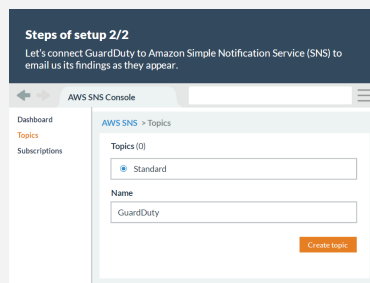 Steps of setup 2/2
Let's connect GuardDuty to Amazon Simple Notification Service (SNS) to
email us its findings as they appear.
AWS SNS Console
Dashboard
Topics
Subscriptions
AWS SNS > Topics
Topics (0)
Standard
Name
GuardDuty
Create topic